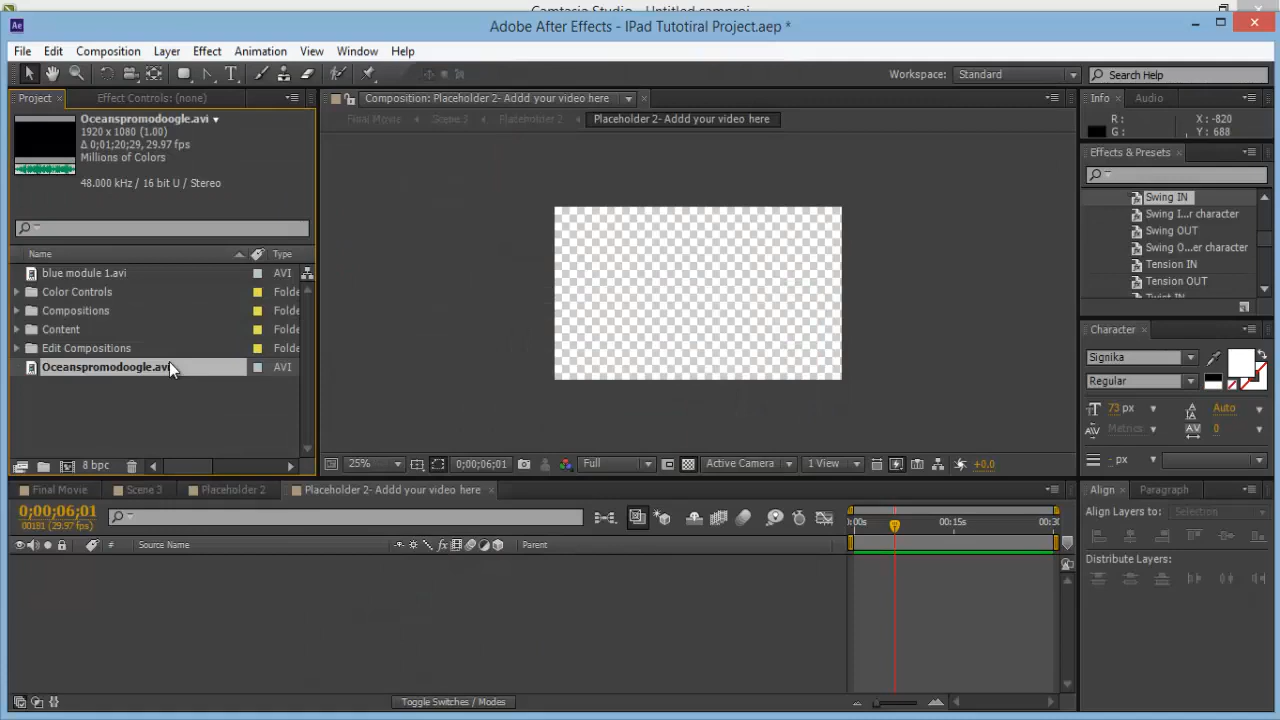 Camtasia Studio - Untitled.camproj
Adobe After Effects - IPad Tutotiral Project.aep *
File Edit Composition Layer Effect Animation View Window Help
Workspace: Standard
Search Help
Project
Effect Controls: (none)
Composition: Placeholder 2- Addd your video here
Info
Audio
Oceanspromodoogle.avi
1920 x 1080 (1.00)
Δ 0;01;20;29, 29.97 fps
Millions of Colors
48.000 kHz / 16 bit U / Stereo
Final Movie Scene 3 Placeholder 2 Placeholder 2- Addd your video here
R :
G :
X : -820
Y : 688
Effects & Presets
Swing IN
Swing I...r character
Swing OUT
Swing O...er character
Tension IN
Tension OUT
Twist IN
Name Type
blue module 1.avi AVI
Color Controls Folde
Compositions Folde
Content Folde
Edit Compositions Folde
Oceanspromodoogle.avi AVI
Character
Signika
Regular
73 px Auto
Metrics 0
- px
8 bpc
25% 0;00;06;01 Full Active Camera 1 View +0.0
Final Movie Scene 3 Placeholder 2 Placeholder 2- Addd your video here
Align Paragraph
0;00;06;01
00181 (29.97 fps)
:00s 00:15s 00:30
Align Layers to: Selection
# Source Name fx Parent
Distribute Layers:
Toggle Switches / Modes